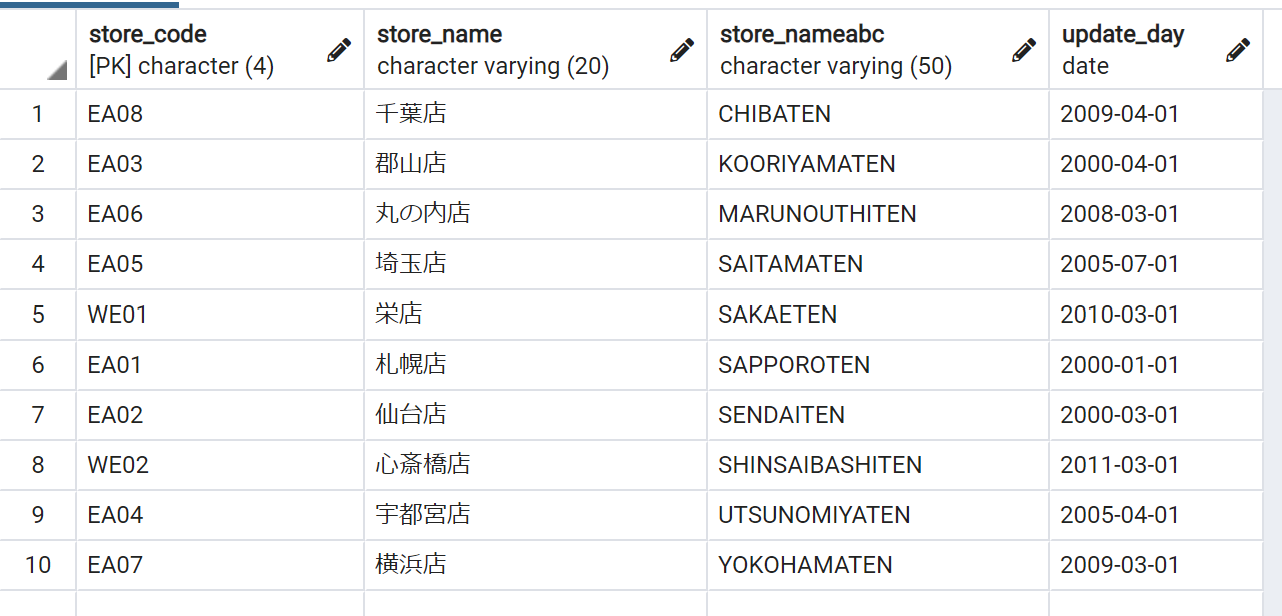 store_code store_name store_nameabc update_day
[PK] character (4) character varying (20) character varying (50) date
1 EA08 千葉店 CHIBATEN 2009-04-01
2 EA03 郡山店 KOORIYAMATEN 2000-04-01
3 EA06 丸の内店 MARUNOUTHITEN 2008-03-01
4 EA05 埼玉店 SAITAMATEN 2005-07-01
5 WE01 栄店 SAKAETEN 2010-03-01
6 EA01 札幌店 SAPPOROTEN 2000-01-01
7 EA02 仙台店 SENDAITEN 2000-03-01
8 WE02 心斎橋店 SHINSAIBASHITEN 2011-03-01
9 EA04 宇都宮店 UTSUNOMIYATEN 2005-04-01
10 EA07 横浜店 YOKOHAMATEN 2009-03-01